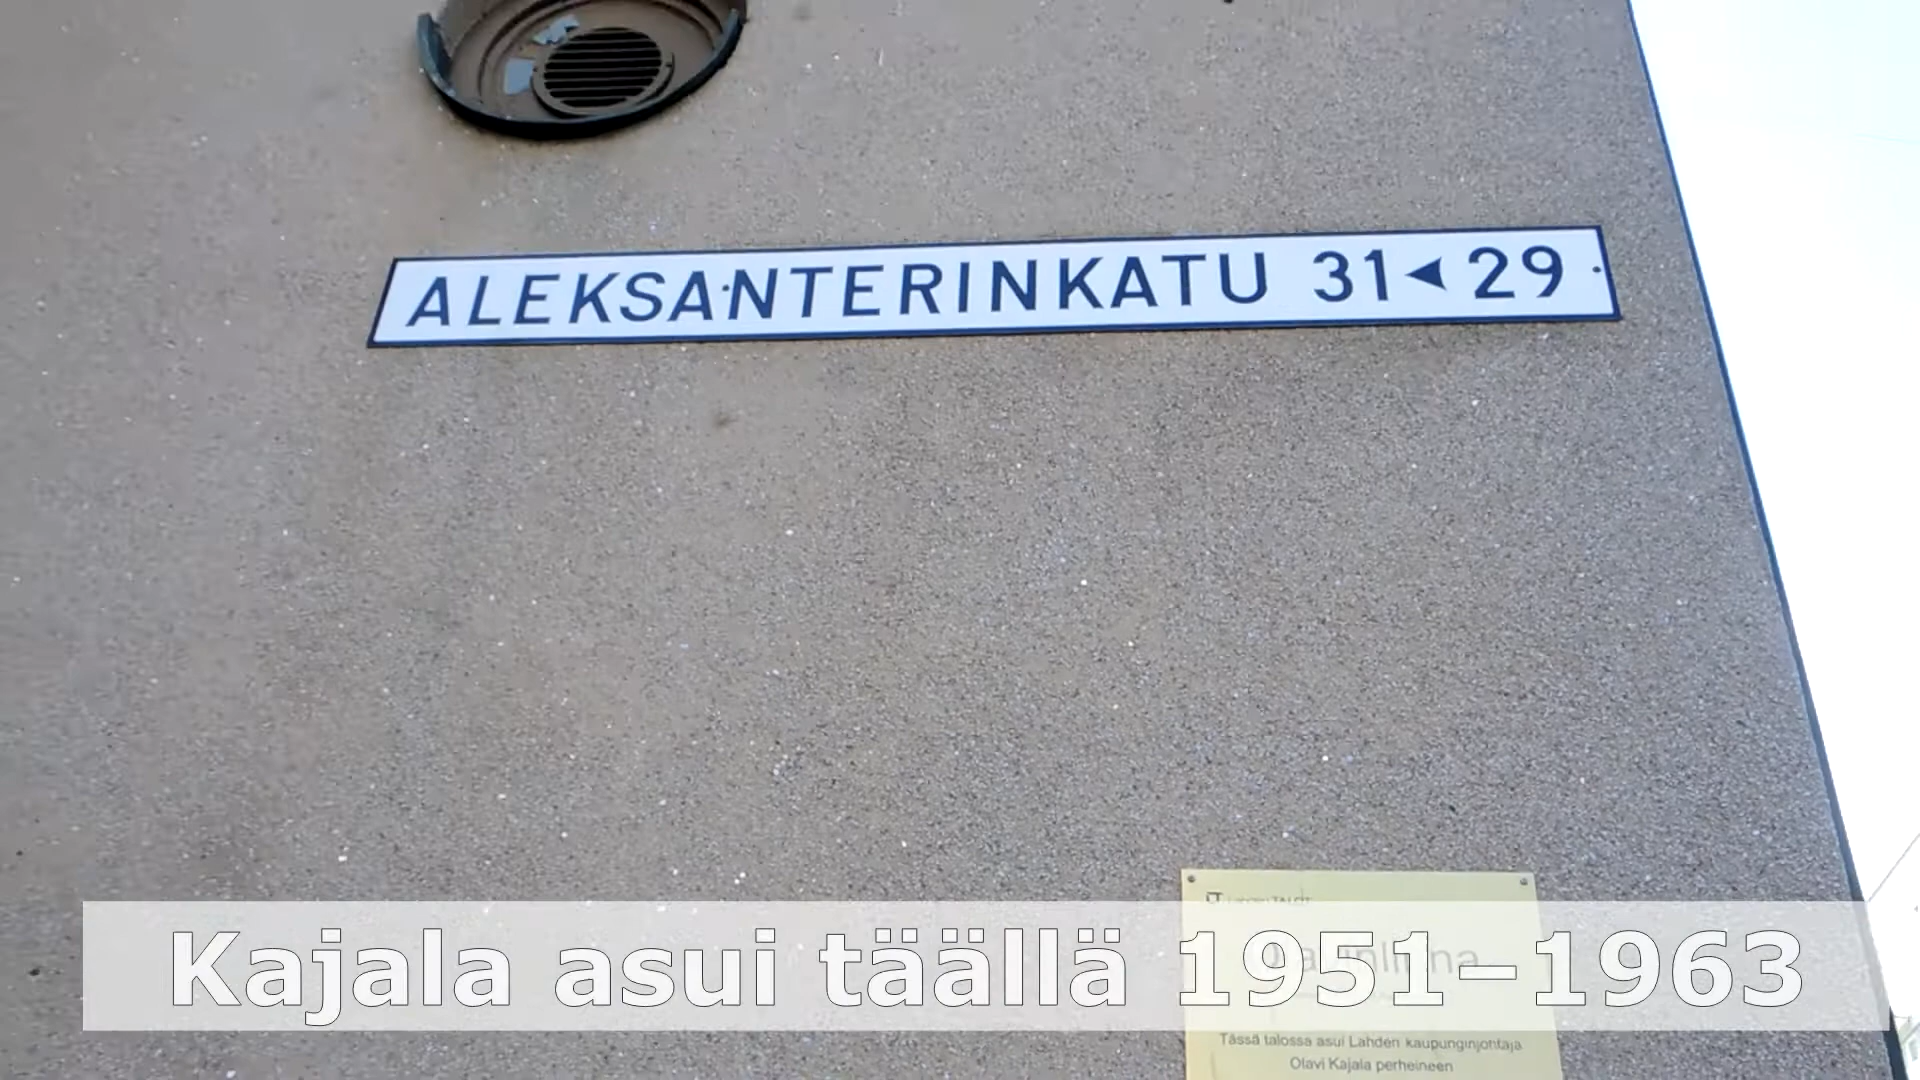 ALEKSANTERINKATU 31◄29
Kajala asui täällä 1951–1963
Tässä talossa asui Lahden kaupunginjohtaja
Olavi Kajala perheineen